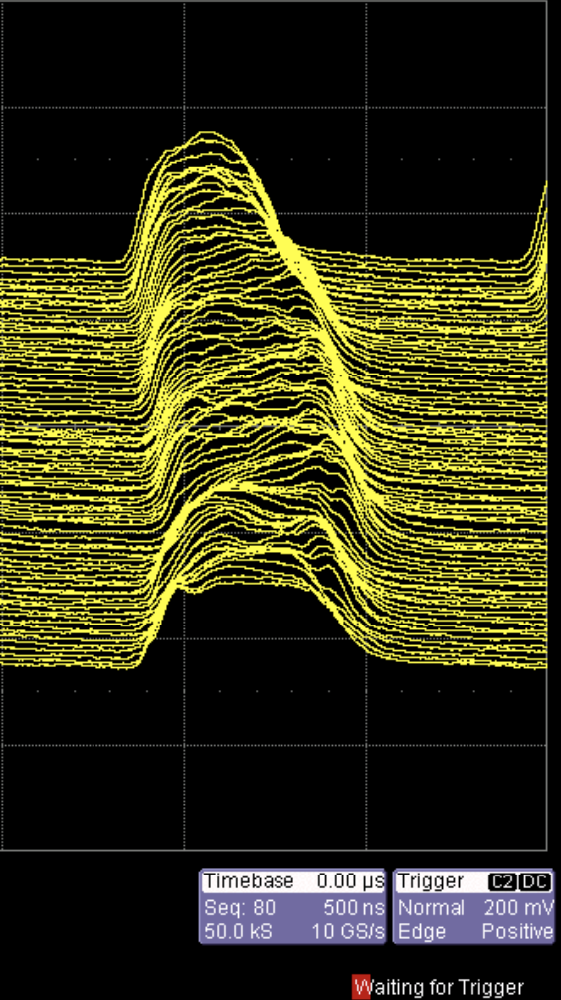 Timebase 0.00 µs
Seq: 80 500 ns
50.0 kS 10 GS/s
Trigger C2 DC
Normal 200 mV
Edge Positive
Waiting for Trigger